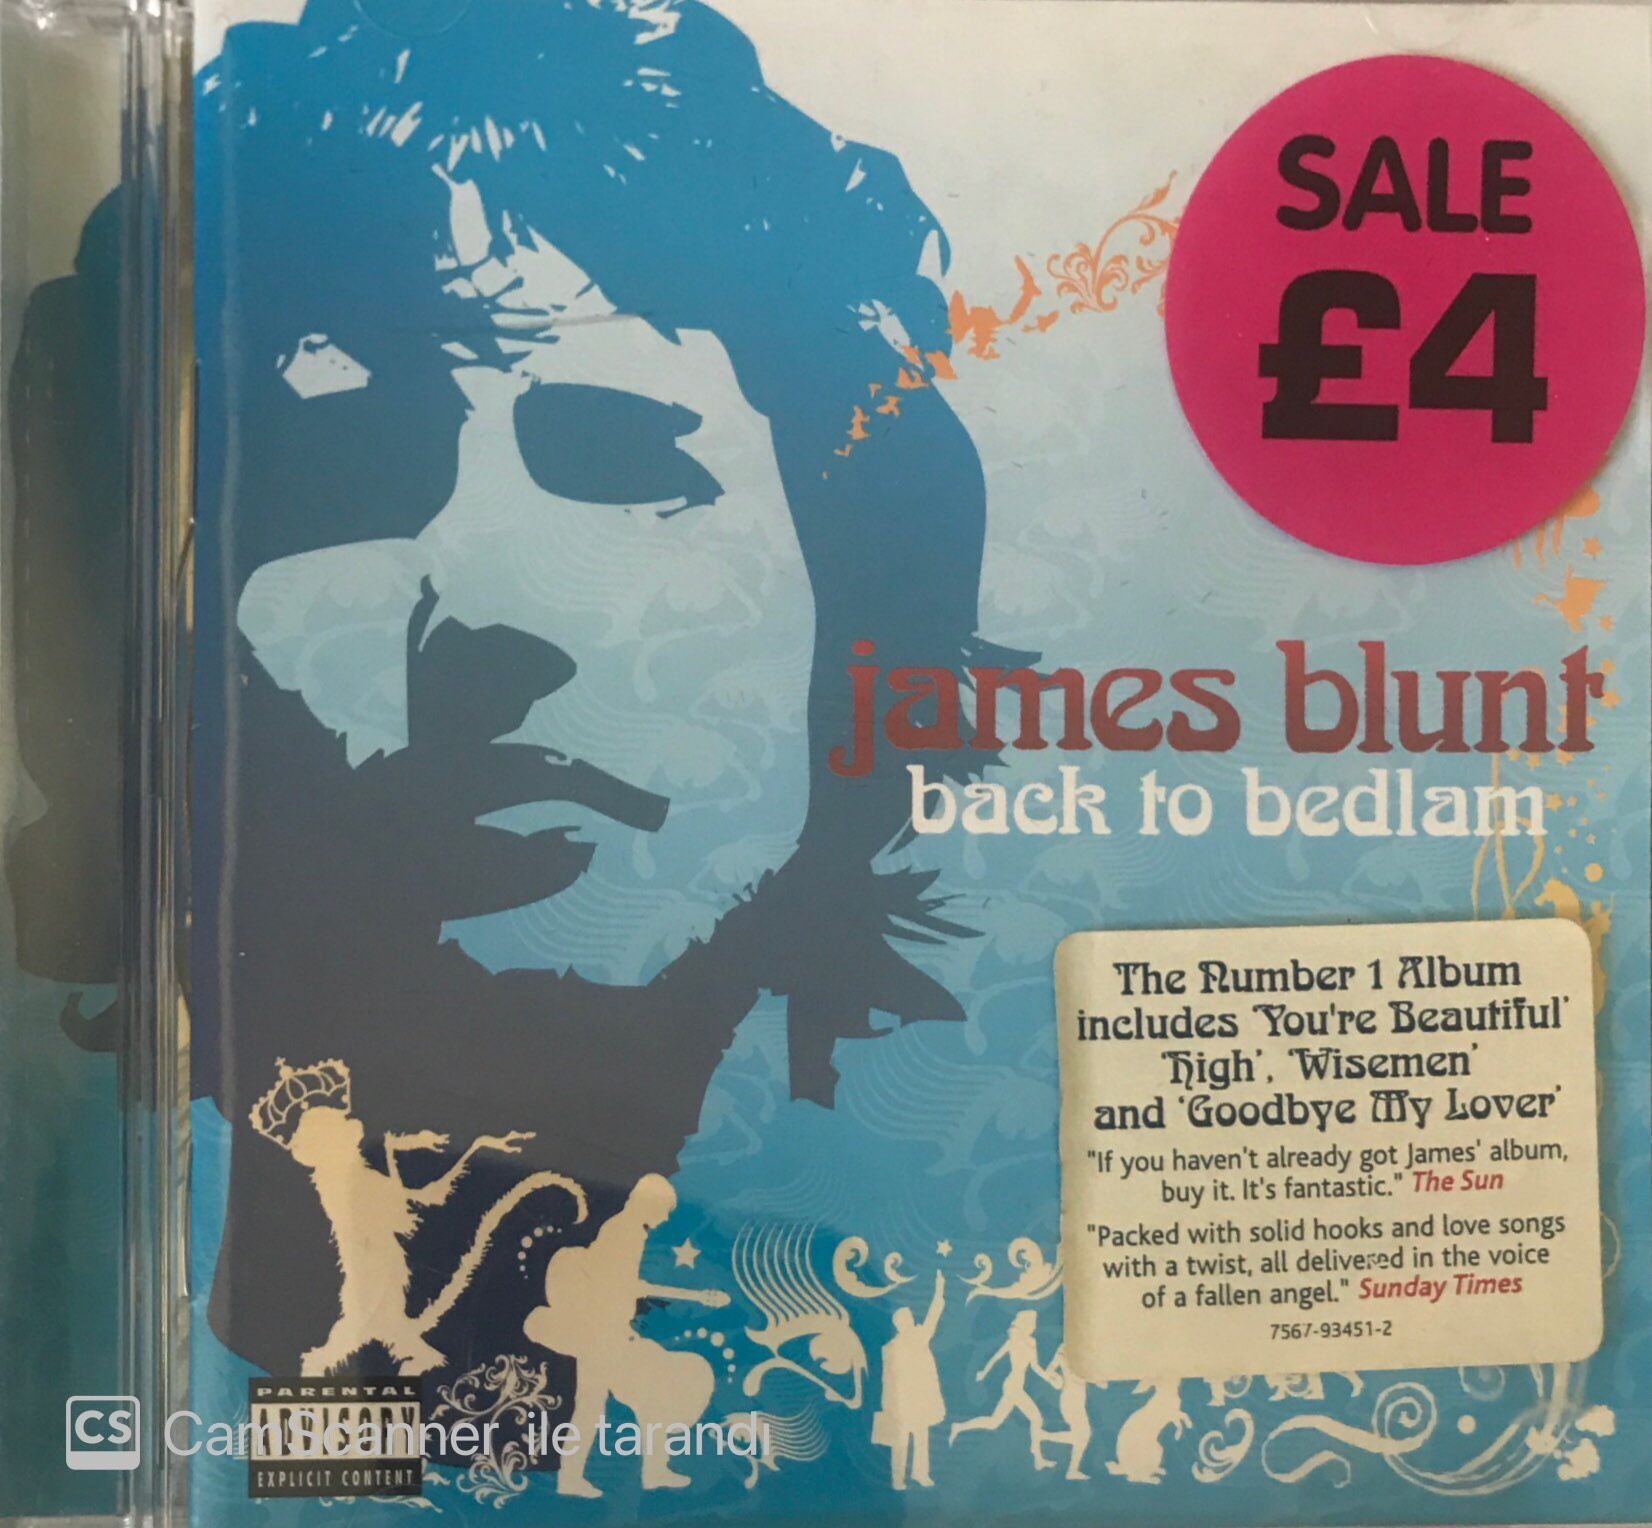 SALE
£4
james blunt
back to bedlam
The Number 1 Album
includes 'You're Beautiful'
'High', 'Wisemen'
and 'Goodbye My Lover'
"If you haven't already got James' album,
buy it. It's fantastic." The Sun
"Packed with solid hooks and love songs
with a twist, all delivered in the voice
of a fallen angel." Sunday Times
7567-93451-2
PARENTAL
ADVISORY
EXPLICIT CONTENT
CS CamScanner ile tarandı